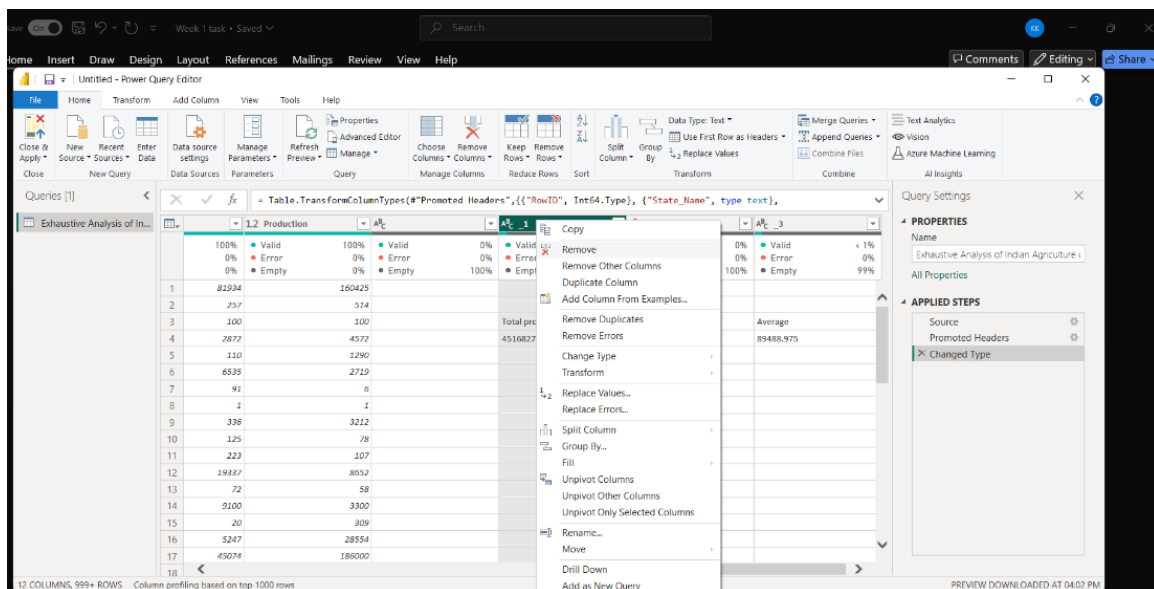 ave On Week 1 task • Saved Search KK
Home Insert Draw Design Layout References Mailings Review View Help Comments Editing Share
Untitled - Power Query Editor
File Home Transform Add Column View Tools Help
Properties Data Type: Text Merge Queries Text Analytics
Advanced Editor Use First Row as Headers Append Queries Vision
Manage Replace Values Combine Files Azure Machine Learning
Close & Apply New Source Recent Sources Enter Data Data source settings Manage Parameters Refresh Preview Choose Columns Remove Columns Keep Rows Remove Rows Split Column Group By
Close New Query Data Sources Parameters Query Manage Columns Reduce Rows Sort Transform Combine AI Insights
Queries [1] fx = Table.TransformColumnTypes(#"Promoted Headers",{{"RowID", Int64.Type}, {"State_Name", type text}, Query Settings
Exhaustive Analysis of In... 1.2 Production ABC ABC _1 ABC _3
100% Valid 100% Valid 0% Valid 0% Valid < 1%
0% Error 0% Error 0% Error 0% Error 0%
0% Empty 0% Empty 100% Empt 100% Empty 99%
1 81934 160425
2 257 514
3 100 100 Total pro Average
4 2872 4572 4516827 89488.975
5 110 1290
6 6535 2719
7 91 6
8 1 1
9 336 3212
10 125 78
11 223 107
12 19337 8652
13 72 58
14 9100 3300
15 20 309
16 5247 28554
17 45074 186000
18
Copy
Remove
Remove Other Columns
Duplicate Column
Add Column From Examples...
Remove Duplicates
Remove Errors
Change Type
Transform
Replace Values...
Replace Errors...
Split Column
Group By...
Fill
Unpivot Columns
Unpivot Other Columns
Unpivot Only Selected Columns
Rename...
Move
Drill Down
Add as New Query
PROPERTIES
Name
Exhaustive Analysis of Indian Agriculture
All Properties
APPLIED STEPS
Source
Promoted Headers
Changed Type
12 COLUMNS, 999+ ROWS Column profiling based on top 1000 rows PREVIEW DOWNLOADED AT 04:02 PM